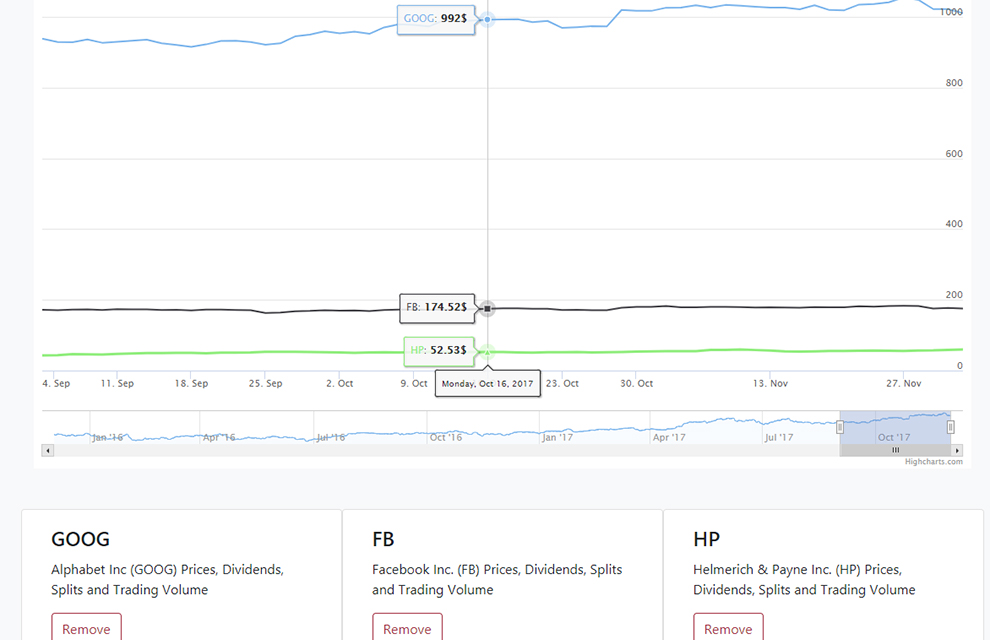 1000
GOOG: 992$
800
600
400
200
FB: 174.52$
HP: 52.53$
0
4. Sep 11. Sep 18. Sep 25. Sep 2. Oct 9. Oct Monday, Oct 16, 2017 23. Oct 30. Oct 13. Nov 27. Nov
Jan '16 Apr '16 Jul '16 Oct '16 Jan '17 Apr '17 Jul '17 Oct '17
Highcharts.com
GOOG
Alphabet Inc (GOOG) Prices, Dividends,
Splits and Trading Volume
Remove
FB
Facebook Inc. (FB) Prices, Dividends, Splits
and Trading Volume
Remove
HP
Helmerich & Payne Inc. (HP) Prices,
Dividends, Splits and Trading Volume
Remove